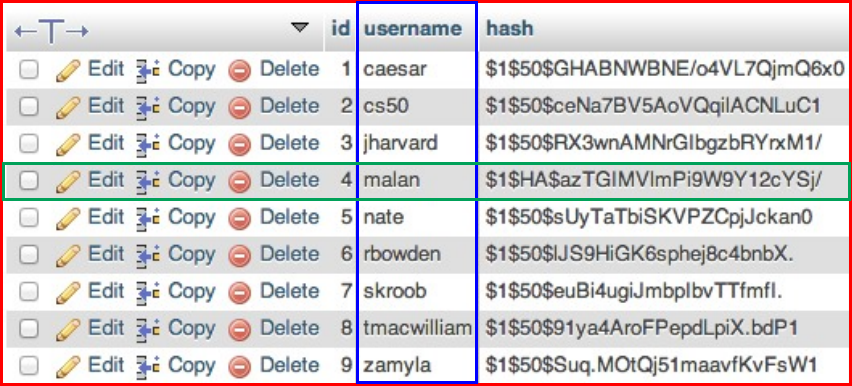 id username hash
Edit Copy Delete 1 caesar $1$50$GHABNWBNE/o4VL7QjmQ6x0
Edit Copy Delete 2 cs50 $1$50$ceNa7BV5AoVQqilACNLuC1
Edit Copy Delete 3 jharvard $1$50$RX3wnAMNrGIbgzbRYrxM1/
Edit Copy Delete 4 malan $1$HA$azTGIMVlmPi9W9Y12cYSj/
Edit Copy Delete 5 nate $1$50$sUyTaTbiSKVPZCpjJckan0
Edit Copy Delete 6 rbowden $1$50$lJS9HiGK6sphej8c4bnbX.
Edit Copy Delete 7 skroob $1$50$euBi4ugiJmbpIbvTTfmfI.
Edit Copy Delete 8 tmacwilliam $1$50$91ya4AroFPepdLpiX.bdP1
Edit Copy Delete 9 zamyla $1$50$Suq.MOtQj51maavfKvFsW1